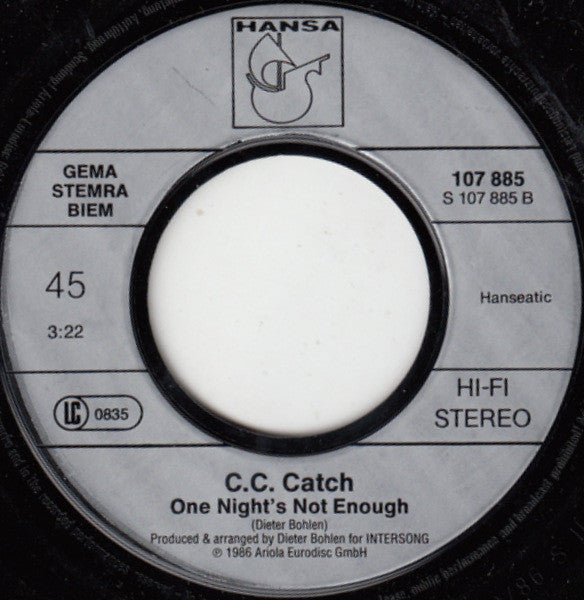 HANSA
GEMA
STEMRA
BIEM
107 885
S 107 885 B
45
3:22
Hanseatic
LC 0835
HI-FI
STEREO
C.C. Catch
One Night's Not Enough
(Dieter Bohlen)
Produced & arranged by Dieter Bohlen for INTERSONG
℗ 1986 Ariola Eurodisc GmbH